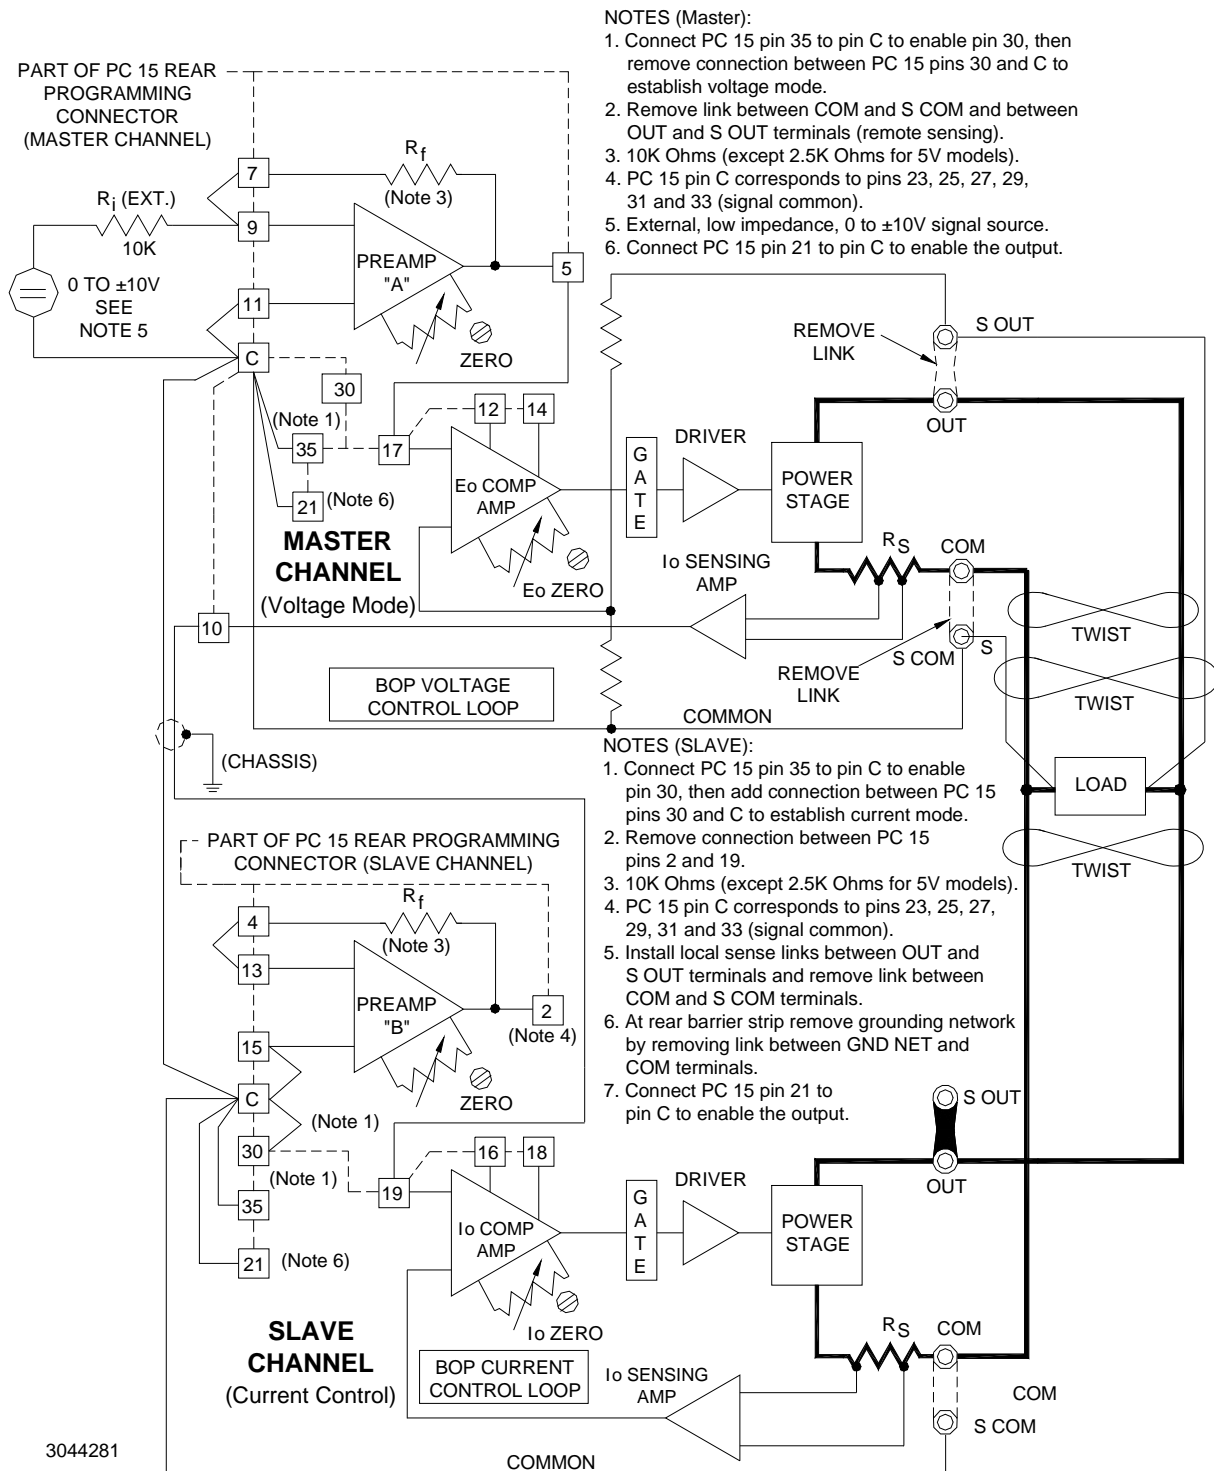 NOTES (Master):
1. Connect PC 15 pin 35 to pin C to enable pin 30, then
remove connection between PC 15 pins 30 and C to
establish voltage mode.
2. Remove link between COM and S COM and between
OUT and S OUT terminals (remote sensing).
3. 10K Ohms (except 2.5K Ohms for 5V models).
4. PC 15 pin C corresponds to pins 23, 25, 27, 29,
31 and 33 (signal common).
5. External, low impedance, 0 to ±10V signal source.
6. Connect PC 15 pin 21 to pin C to enable the output.
PART OF PC 15 REAR
PROGRAMMING
CONNECTOR
(MASTER CHANNEL)
Rf
(Note 3)
7
Ri (EXT.)
10K
9
PREAMP
"A"
5
0 TO ±10V
SEE
NOTE 5
11
ZERO
C
30
(Note 1)
35
17
12
14
21
(Note 6)
Eo COMP
AMP
Eo ZERO
MASTER
CHANNEL
(Voltage Mode)
GATE
DRIVER
POWER
STAGE
REMOVE
LINK
S OUT
OUT
RS
COM
Io SENSING
AMP
10
S COM
S
REMOVE
LINK
TWIST
TWIST
BOP VOLTAGE
CONTROL LOOP
COMMON
(CHASSIS)
LOAD
TWIST
NOTES (SLAVE):
1. Connect PC 15 pin 35 to pin C to enable
pin 30, then add connection between PC 15
pins 30 and C to establish current mode.
2. Remove connection between PC 15
pins 2 and 19.
3. 10K Ohms (except 2.5K Ohms for 5V models).
4. PC 15 pin C corresponds to pins 23, 25, 27,
29, 31 and 33 (signal common).
5. Install local sense links between OUT and
S OUT terminals and remove link between
COM and S COM terminals.
6. At rear barrier strip remove grounding network
by removing link between GND NET and
COM terminals.
7. Connect PC 15 pin 21 to
pin C to enable the output.
PART OF PC 15 REAR PROGRAMMING
CONNECTOR (SLAVE CHANNEL)
4
Rf
(Note 3)
13
PREAMP
"B"
2
(Note 4)
15
ZERO
C
(Note 1)
30
(Note 1)
19
16
18
35
21
(Note 6)
Io COMP
AMP
Io ZERO
GATE
DRIVER
POWER
STAGE
S OUT
OUT
SLAVE
CHANNEL
(Current Control)
BOP CURRENT
CONTROL LOOP
Io SENSING
AMP
RS
COM
COM
S COM
3044281
COMMON